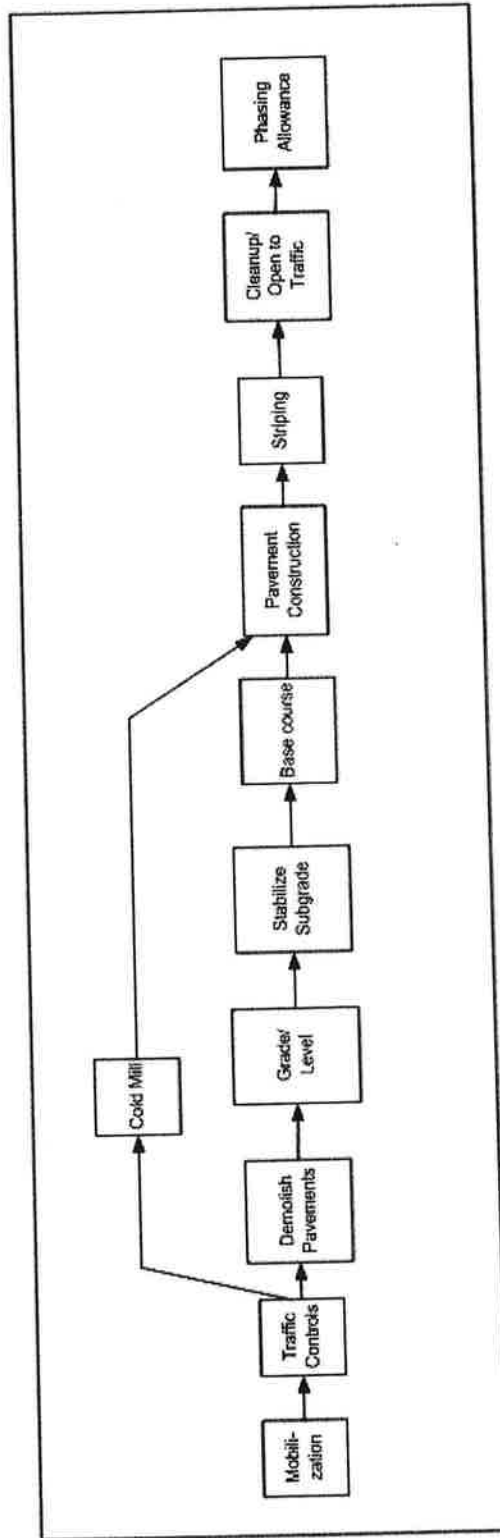 Mobili-
zation
Traffic
Controls
Demolish
Pavements
Cold Mill
Grade/
Level
Stabilize
Subgrade
Base course
Pavement
Construction
Striping
Cleanup/
Open to
Traffic
Phasing
Allowance